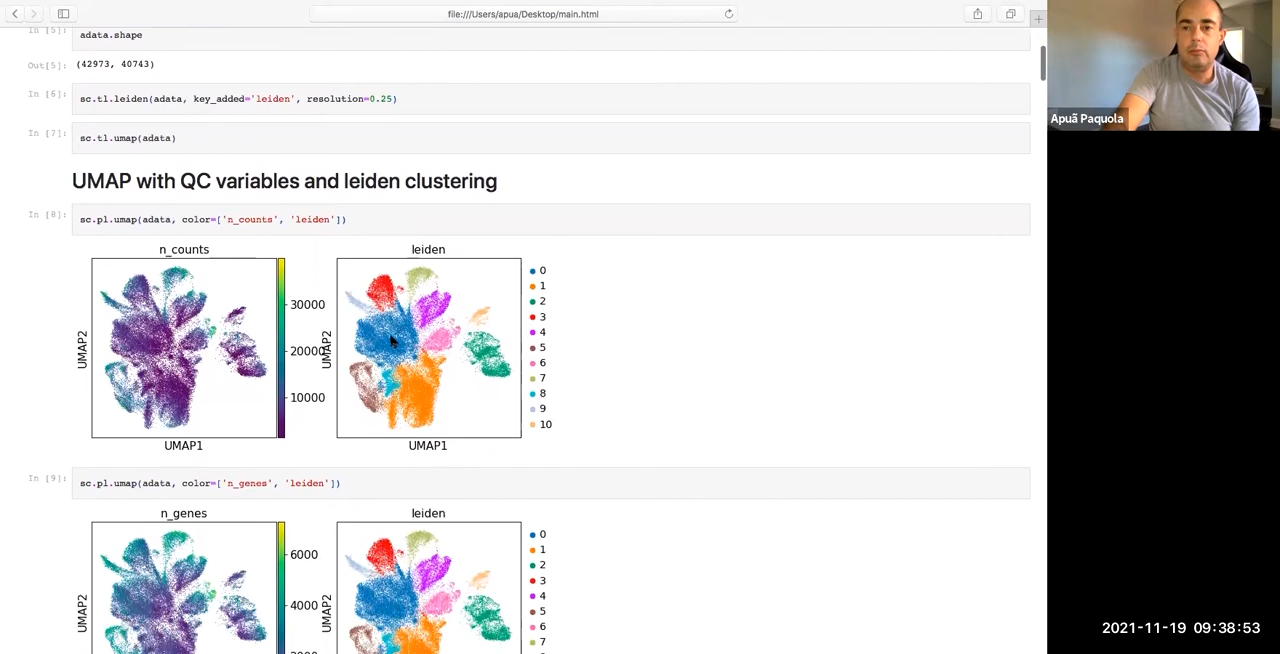 file:///Users/apua/Desktop/main.html
In [5]:
adata.shape
Out[5]:
(42973, 40743)
In [6]:
sc.tl.leiden(adata, key_added='leiden', resolution=0.25)
In [7]:
sc.tl.umap(adata)
UMAP with QC variables and leiden clustering
In [8]:
sc.pl.umap(adata, color=['n_counts', 'leiden'])
n_counts
UMAP2
UMAP1
30000
20000
10000
leiden
UMAP2
UMAP1
0
1
2
3
4
5
6
7
8
9
10
In [9]:
sc.pl.umap(adata, color=['n_genes', 'leiden'])
n_genes
UMAP2
6000
4000
leiden
UMAP2
0
1
2
3
4
5
6
7
Apuã Paquola
2021-11-19 09:38:53